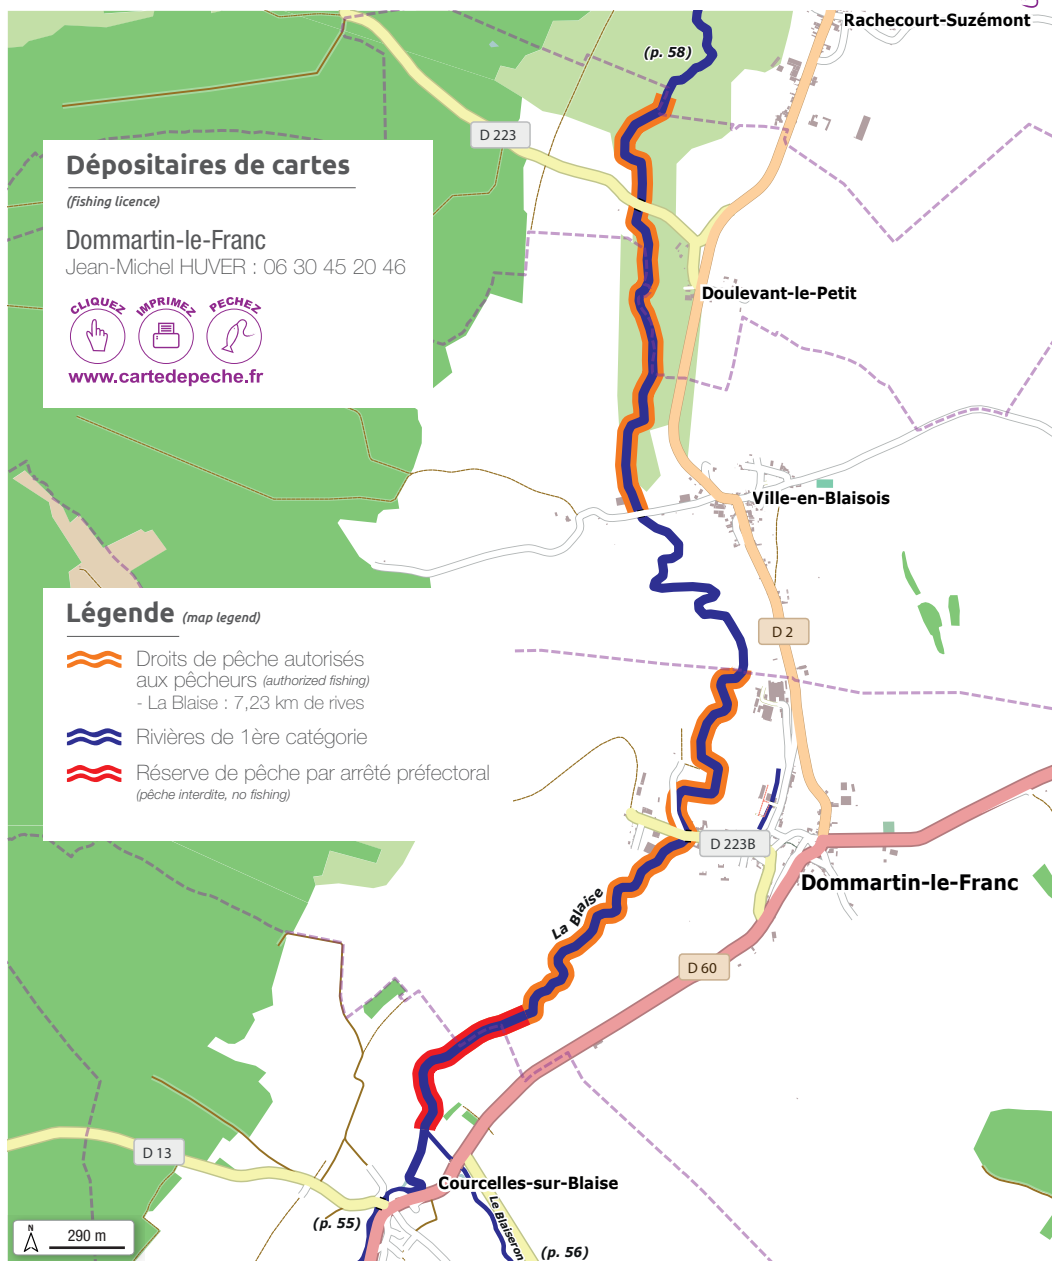 Rachecourt-Suzémont
(p. 58)
D 223
Dépositaires de cartes
(fishing licence)
Dommartin-le-Franc
Jean-Michel HUVER : 06 30 45 20 46
CLIQUEZ IMPRIMEZ PECHEZ
www.cartedepeche.fr
Doulevant-le-Petit
Ville-en-Blaisois
Légende (map legend)
Droits de pêche autorisés
aux pêcheurs (authorized fishing)
- La Blaise : 7,23 km de rives
Rivières de 1ère catégorie
Réserve de pêche par arrêté préfectoral
(pêche interdite, no fishing)
D 2
D 223B
Dommartin-le-Franc
La Blaise
D 60
D 13
Courcelles-sur-Blaise
Le Blaiseron
(p. 55)
(p. 56)
N
290 m